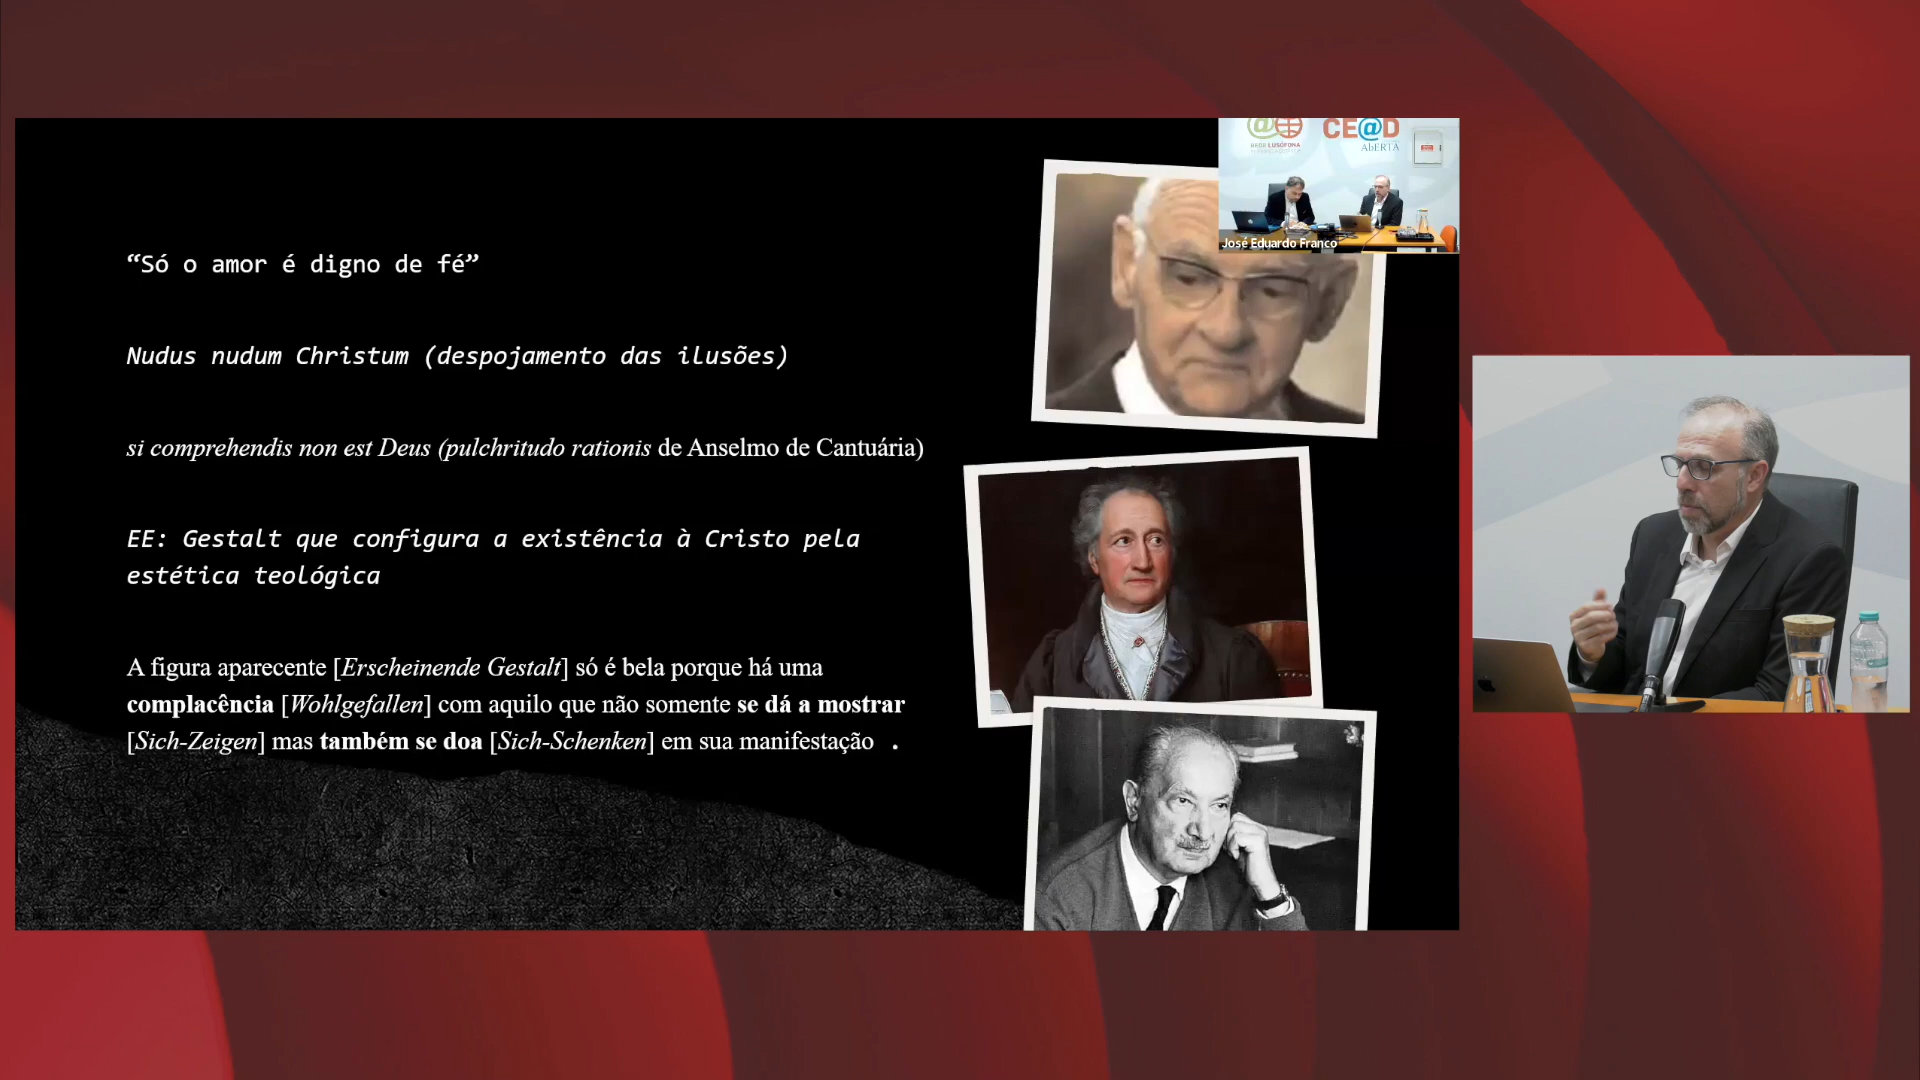 “Só o amor é digno de fé”
Nudus nudum Christum (despojamento das ilusões)
si comprehendis non est Deus (pulchritudo rationis de Anselmo de Cantuária)
EE: Gestalt que configura a existência à Cristo pela
estética teológica
A figura aparecente [Erscheinende Gestalt] só é bela porque há uma
complacência [Wohlgefallen] com aquilo que não somente se dá a mostrar
[Sich-Zeigen] mas também se doa [Sich-Schenken] em sua manifestação .
REDE LUSÓFONA
CE@D
AbERTA
José Eduardo Franco